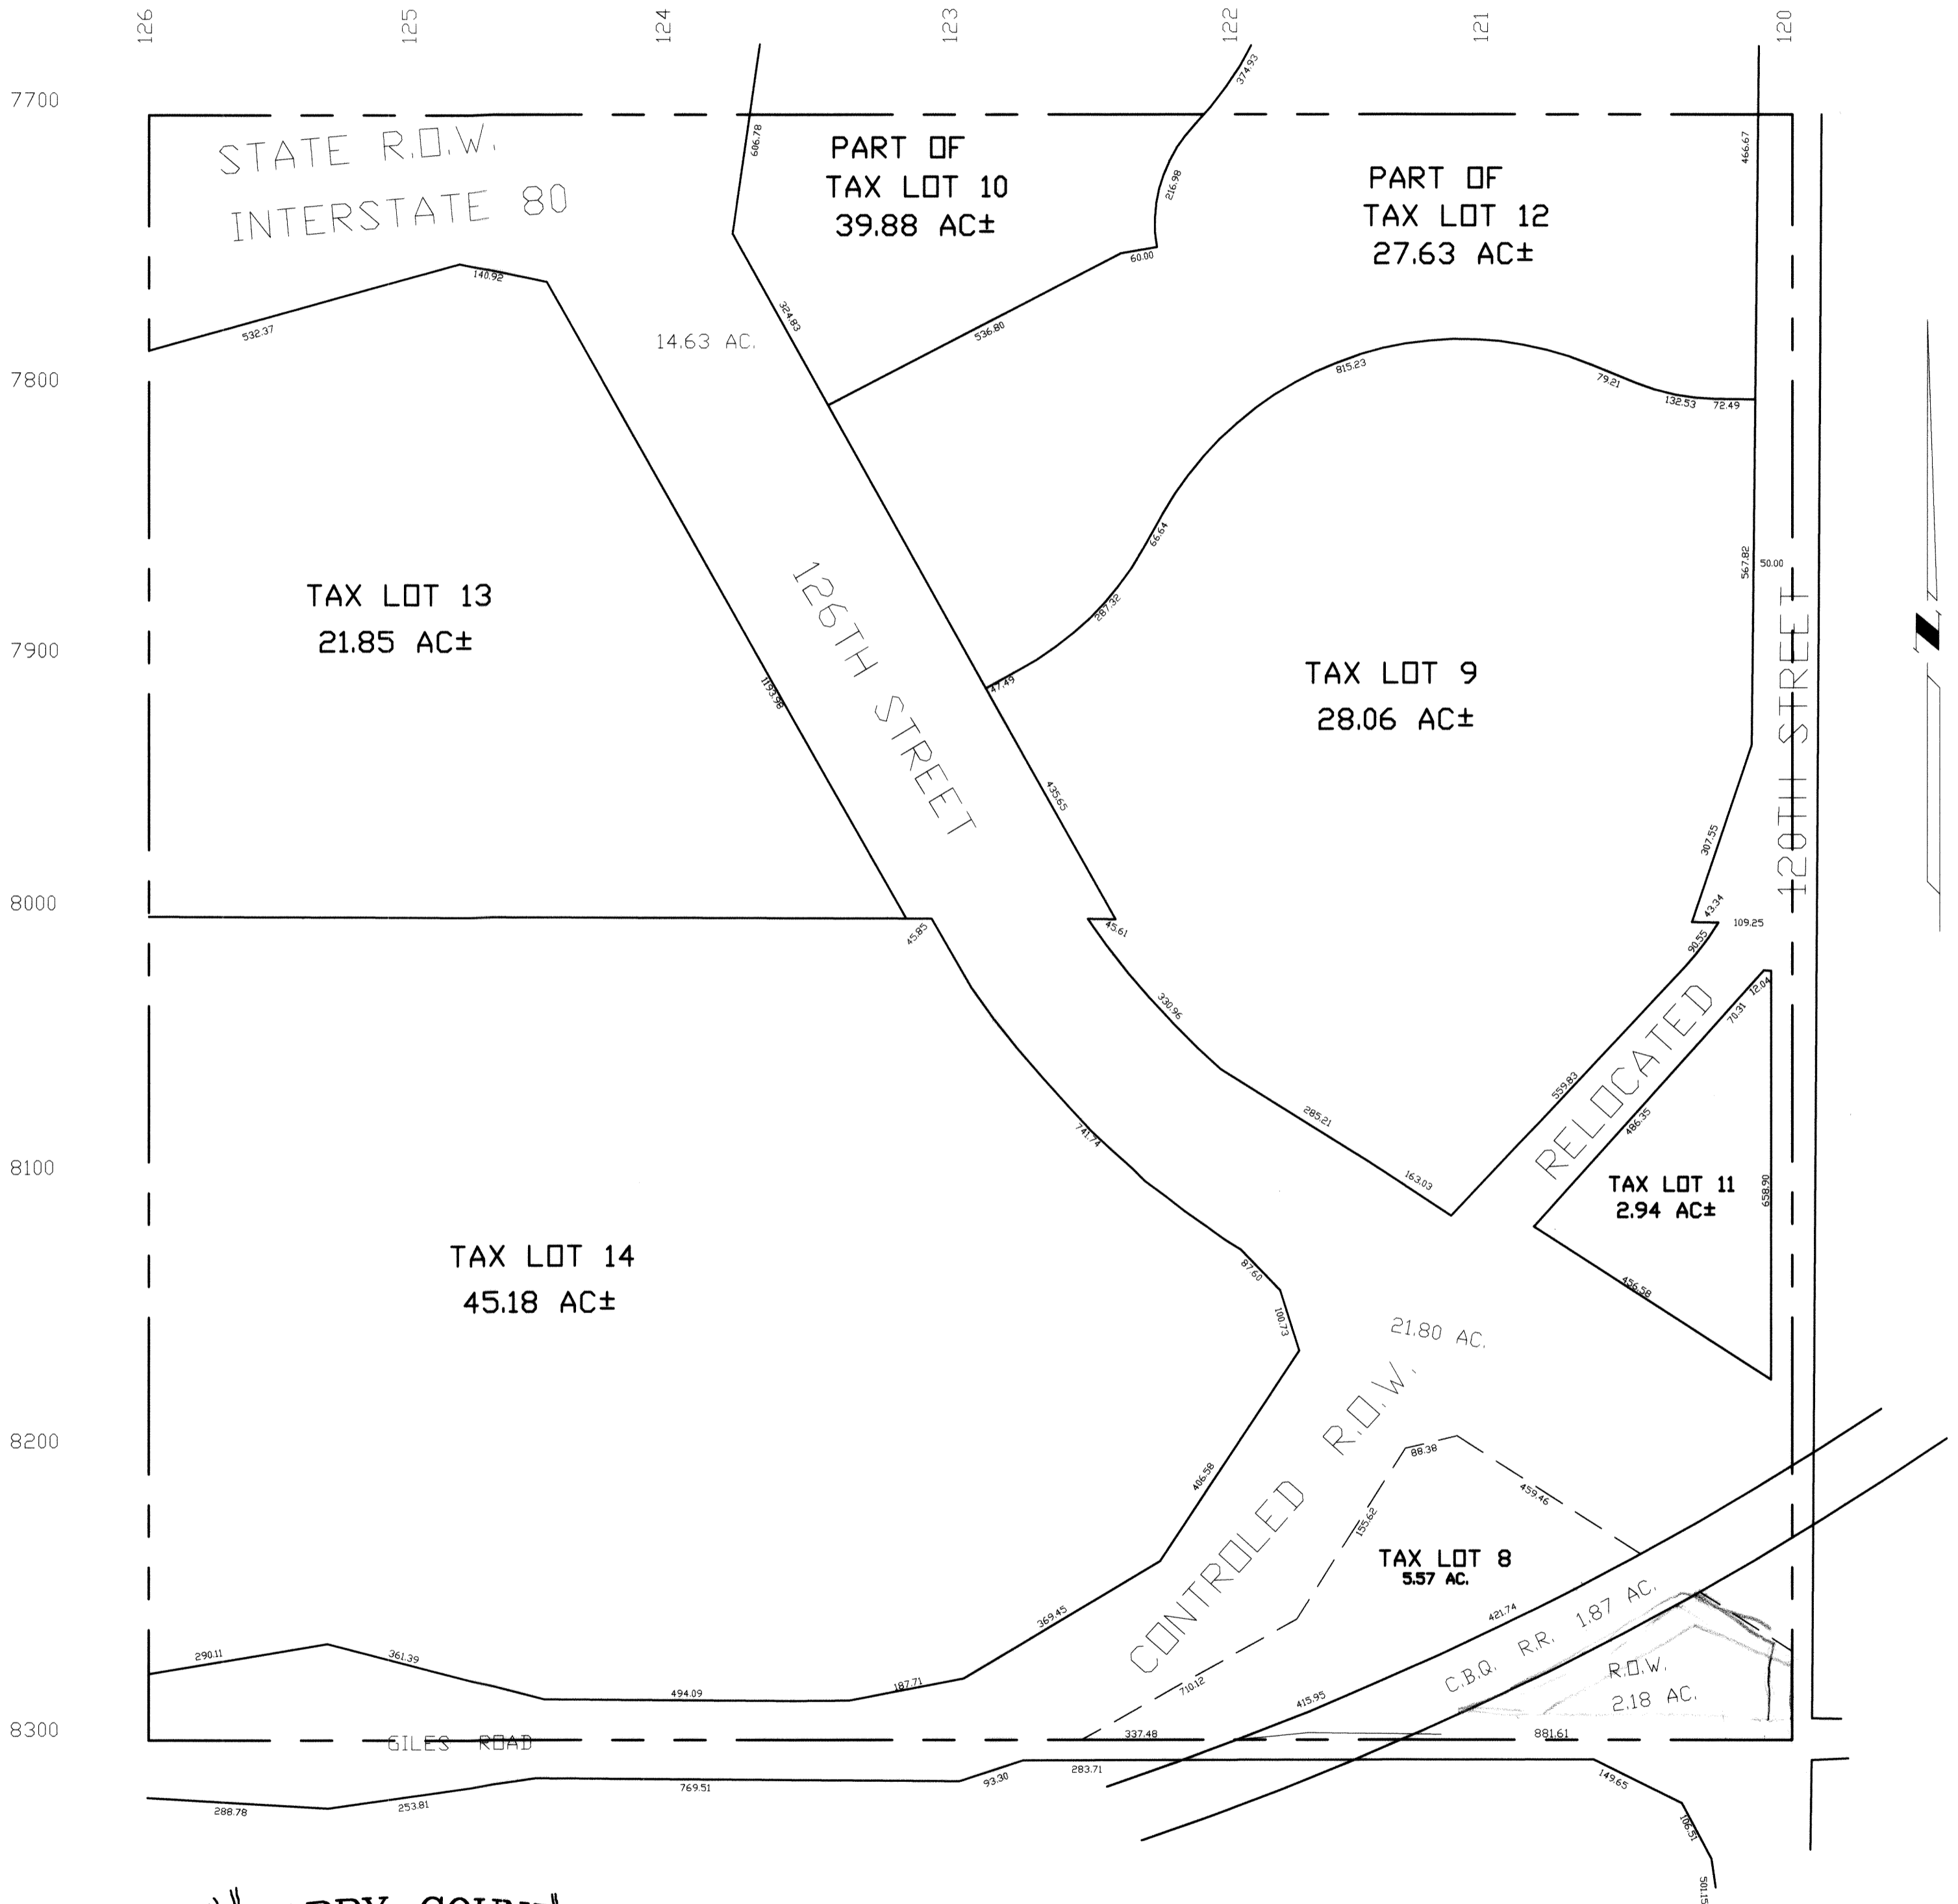 126
125
124
123
122
121
120
7700
7800
7900
8000
8100
8200
8300
STATE R.O.W.
INTERSTATE 80
606.78
PART OF
TAX LOT 10
39.88 AC±
374.93
216.98
60.00
PART OF
TAX LOT 12
27.63 AC±
466.67
140.92
532.37
324.83
14.63 AC.
536.80
815.23
79.21
132.53
72.49
66.64
287.32
47.49
567.82
50.00
TAX LOT 13
21.85 AC±
1193.98
126TH STREET
435.65
TAX LOT 9
28.06 AC±
120TH STREET
307.55
43.34
109.25
90.55
45.85
45.61
330.96
285.21
163.03
559.83
RELOCATED
12.04
70.31
486.35
TAX LOT 11
2.94 AC±
658.90
456.58
741.74
87.60
100.73
TAX LOT 14
45.18 AC±
21.80 AC.
CONTROLED R.O.W.
406.58
88.38
459.46
155.62
TAX LOT 8
5.57 AC.
421.74
C.B.Q. R.R. 1.87 AC.
R.O.W.
2.18 AC.
369.45
710.12
415.95
290.11
361.39
494.09
187.71
337.48
881.61
GILES ROAD
288.78
253.81
769.51
93.30
283.71
149.65
106.51
501.15